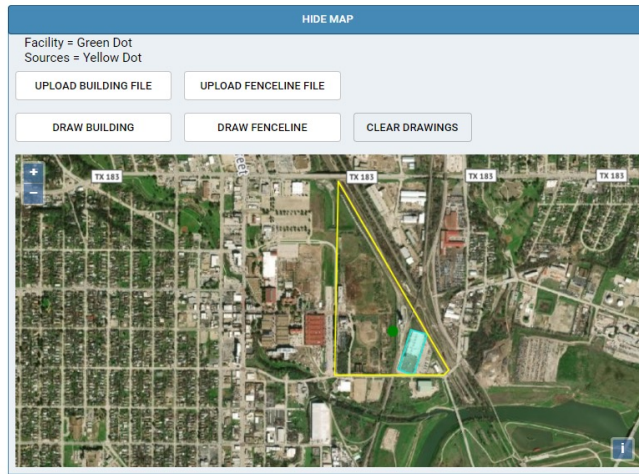 HIDE MAP
Facility = Green Dot
Sources = Yellow Dot
UPLOAD BUILDING FILE UPLOAD FENCELINE FILE
DRAW BUILDING DRAW FENCELINE CLEAR DRAWINGS
+
−
TX 183 TX 183 TX 183 TX 183
eet
i